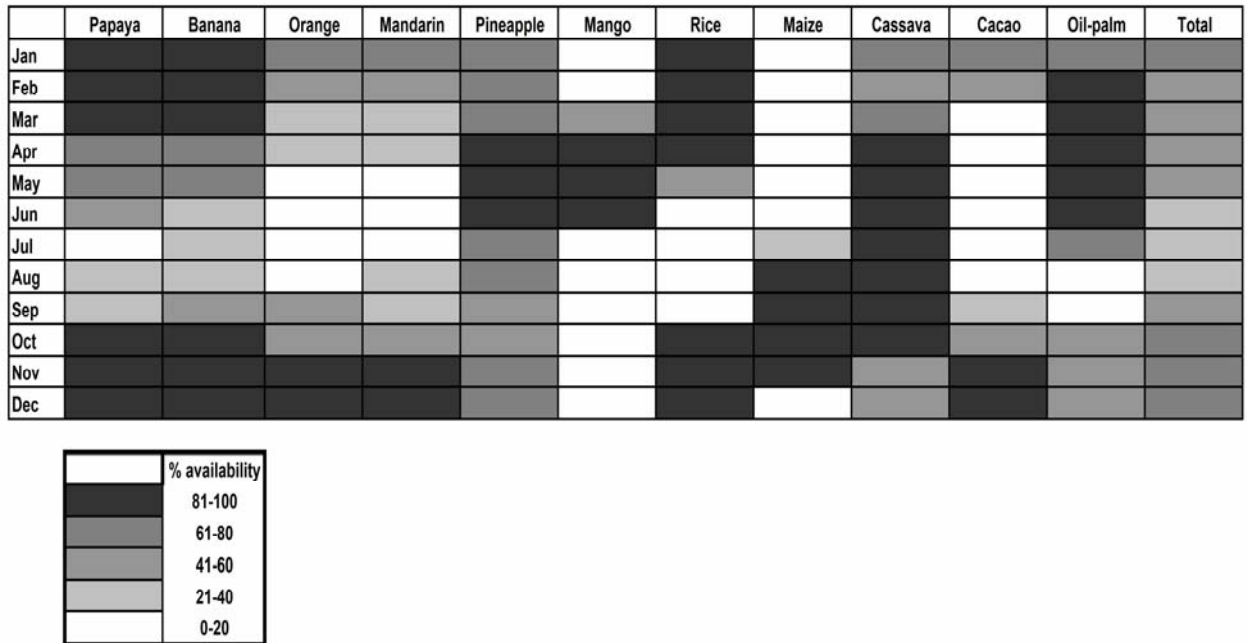 Papaya Banana Orange Mandarin Pineapple Mango Rice Maize Cassava Cacao Oil-palm Total
Jan
Feb
Mar
Apr
May
Jun
Jul
Aug
Sep
Oct
Nov
Dec
% availability
81-100
61-80
41-60
21-40
0-20